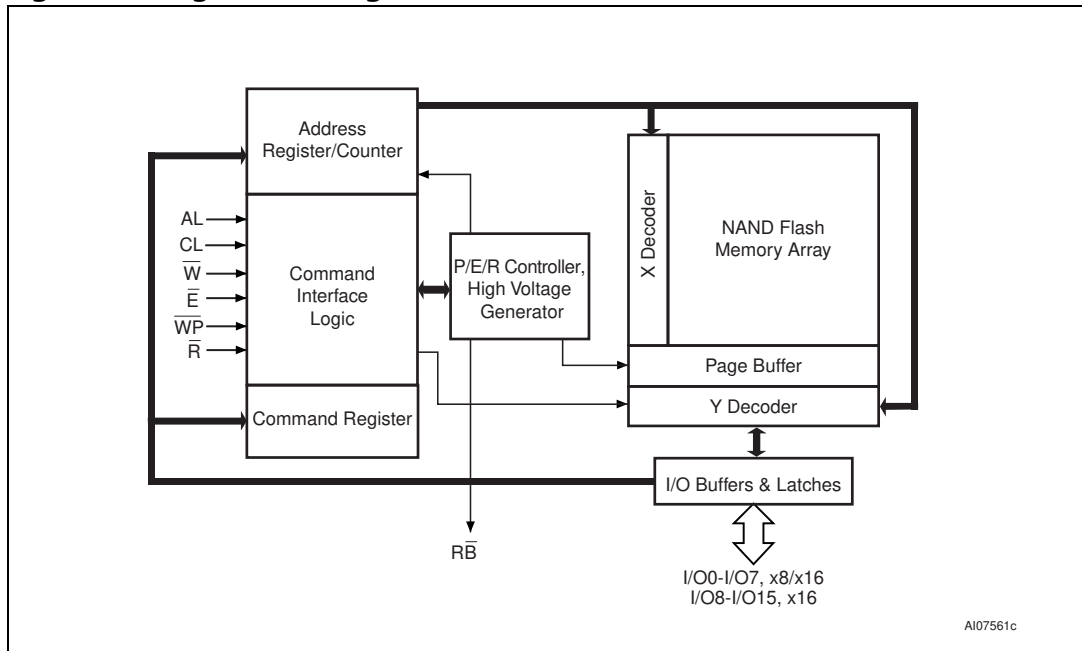 Address
Register/Counter
AL
CL
W̅
E̅
W̅P̅
R̅
Command
Interface
Logic
Command Register
P/E/R Controller,
High Voltage
Generator
RB̅
X Decoder
NAND Flash
Memory Array
Page Buffer
Y Decoder
I/O Buffers & Latches
I/O0-I/O7, x8/x16
I/O8-I/O15, x16
AI07561c